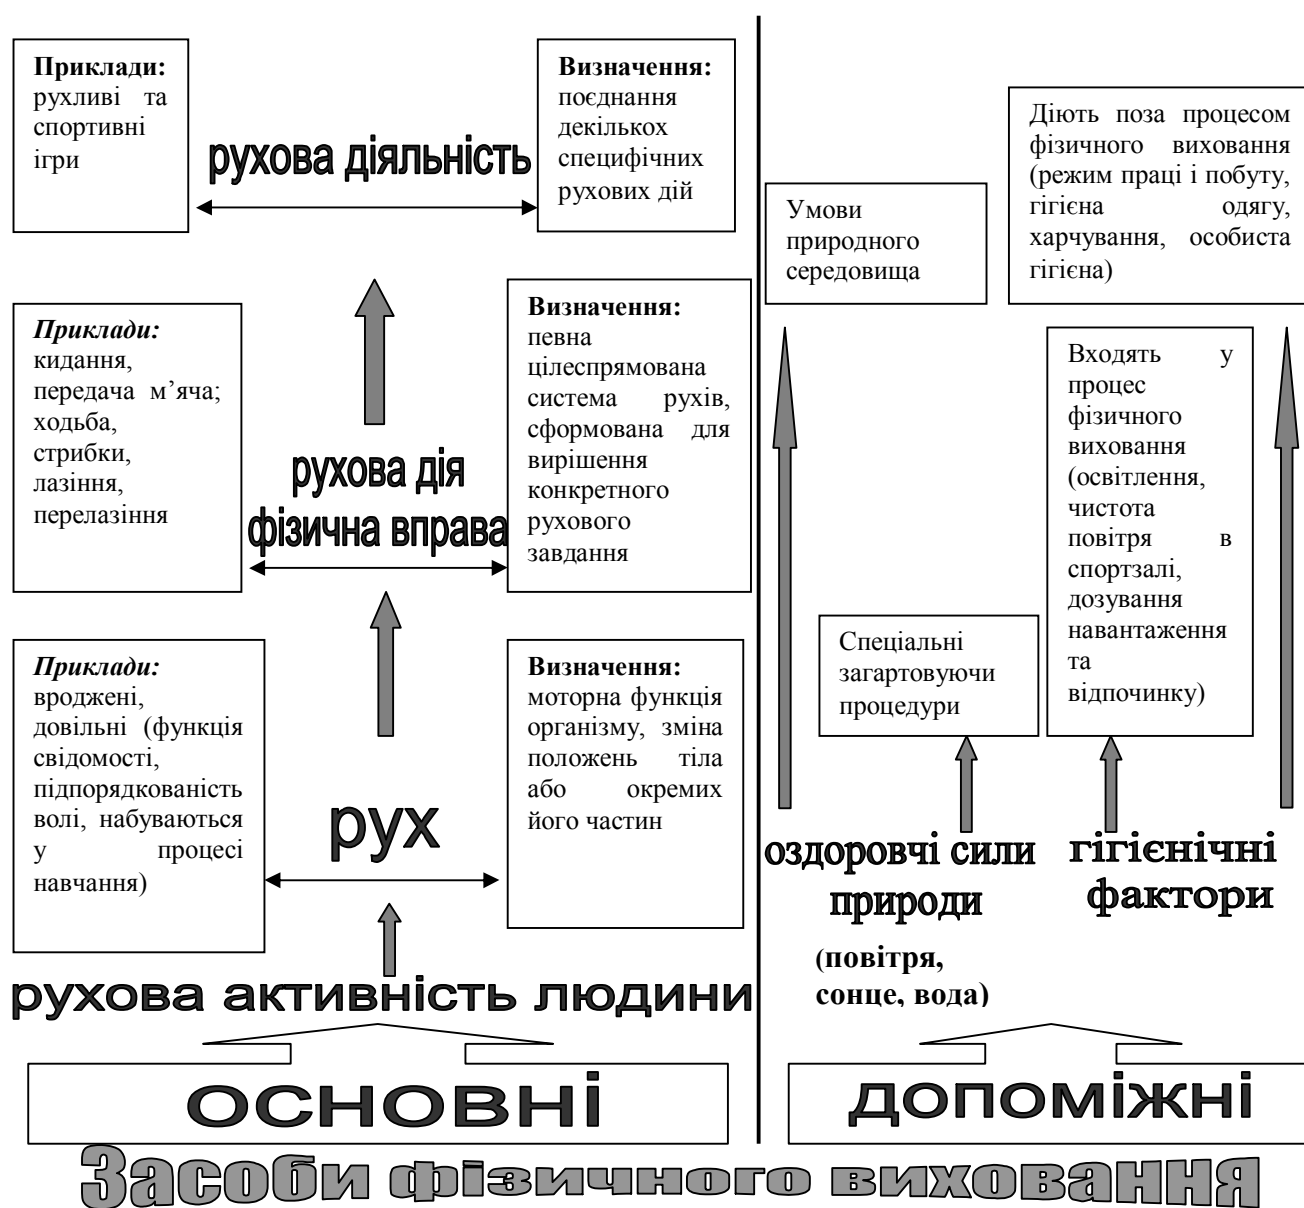 Приклади:
рухливі та
спортивні
ігри
рухова діяльність
Визначення:
поєднання
декількох
специфічних
рухових дій
Приклади:
кидання,
передача м’яча;
ходьба,
стрибки,
лазіння,
перелазіння
рухова дія
фізична вправа
Визначення:
певна
цілеспрямована
система рухів,
сформована для
вирішення
конкретного
рухового
завдання
Приклади:
вроджені,
довільні (функція
свідомості,
підпорядкованість
волі, набуваються
у процесі
навчання)
рух
Визначення:
моторна функція
організму, зміна
положень тіла
або окремих
його частин
рухова активність людини
ОСНОВНІ
Умови
природного
середовища
Діють поза процесом
фізичного виховання
(режим праці і побуту,
гігієна одягу,
харчування, особиста
гігієна)
Спеціальні
загартовуючи
процедури
Входять у
процес
фізичного
виховання
(освітлення,
чистота
повітря в
спортзалі,
дозування
навантаження
та
відпочинку)
оздоровчі сили
природи
(повітря,
сонце, вода)
гігієнічні
фактори
допоміжні
Засоби фізичного виховання